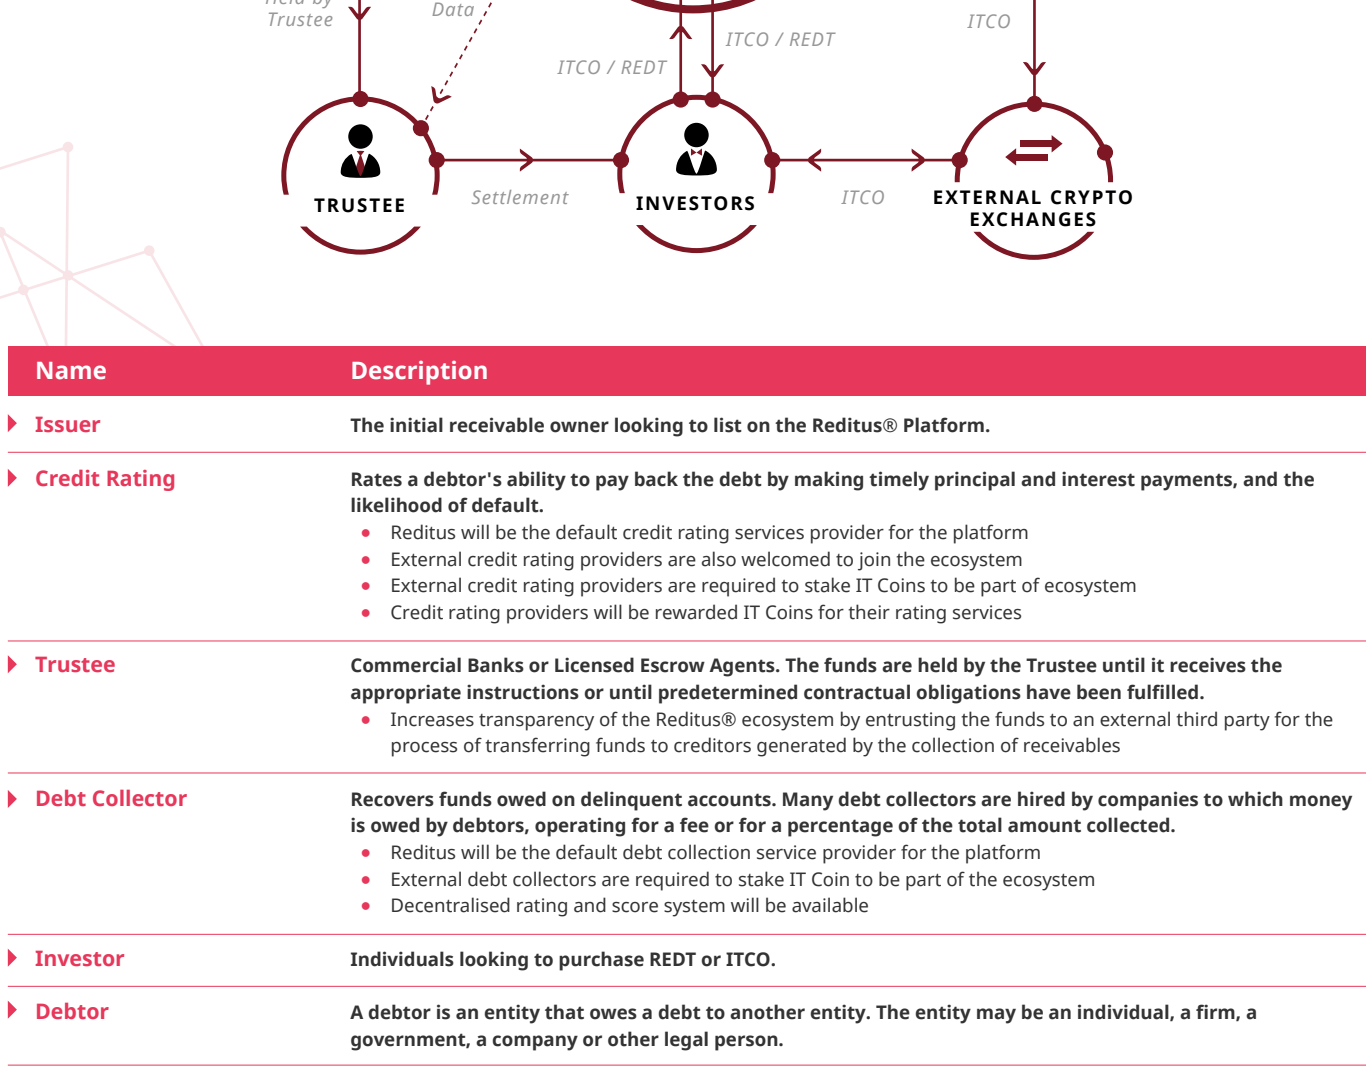 Held by
Trustee
Data
ITCO
ITCO / REDT
ITCO / REDT
TRUSTEE
Settlement
INVESTORS
ITCO
EXTERNAL CRYPTO
EXCHANGES
Name Description
Issuer The initial receivable owner looking to list on the Reditus® Platform.
Credit Rating Rates a debtor's ability to pay back the debt by making timely principal and interest payments, and the
likelihood of default.
• Reditus will be the default credit rating services provider for the platform
• External credit rating providers are also welcomed to join the ecosystem
• External credit rating providers are required to stake IT Coins to be part of ecosystem
• Credit rating providers will be rewarded IT Coins for their rating services
Trustee Commercial Banks or Licensed Escrow Agents. The funds are held by the Trustee until it receives the
appropriate instructions or until predetermined contractual obligations have been fulfilled.
• Increases transparency of the Reditus® ecosystem by entrusting the funds to an external third party for the
process of transferring funds to creditors generated by the collection of receivables
Debt Collector Recovers funds owed on delinquent accounts. Many debt collectors are hired by companies to which money
is owed by debtors, operating for a fee or for a percentage of the total amount collected.
• Reditus will be the default debt collection service provider for the platform
• External debt collectors are required to stake IT Coin to be part of the ecosystem
• Decentralised rating and score system will be available
Investor Individuals looking to purchase REDT or ITCO.
Debtor A debtor is an entity that owes a debt to another entity. The entity may be an individual, a firm, a
government, a company or other legal person.